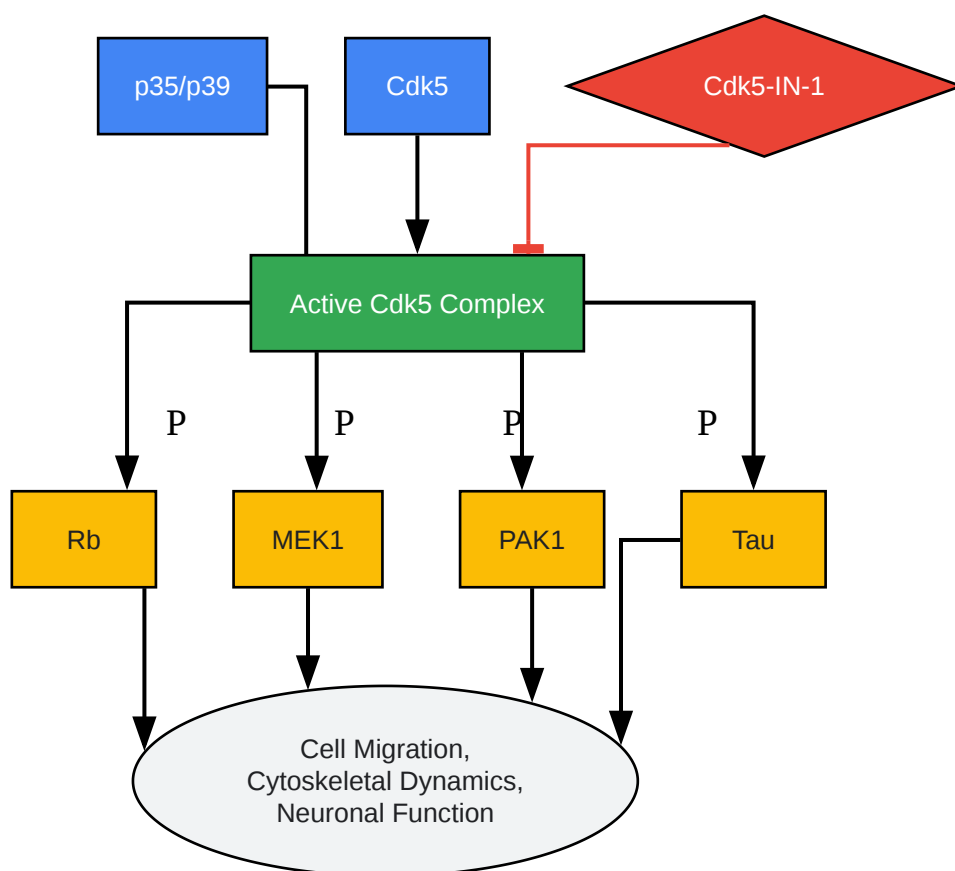 p35/p39
Cdk5
Cdk5-IN-1
Active Cdk5 Complex
P
P
P
P
Rb
MEK1
PAK1
Tau
Cell Migration,
Cytoskeletal Dynamics,
Neuronal Function